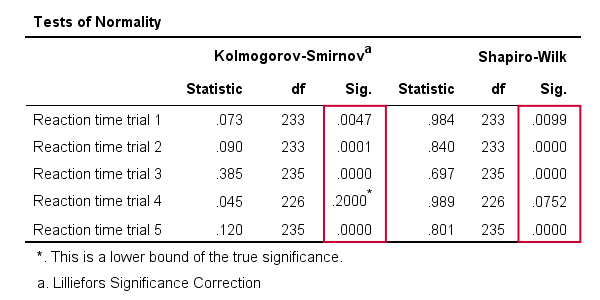 Tests of Normality
Kolmogorov-Smirnov a Shapiro-Wilk
Statistic df Sig. Statistic df Sig.
Reaction time trial 1 .073 233 .0047 .984 233 .0099
Reaction time trial 2 .090 233 .0001 .840 233 .0000
Reaction time trial 3 .385 235 .0000 .697 235 .0000
Reaction time trial 4 .045 226 .2000* .989 226 .0752
Reaction time trial 5 .120 235 .0000 .801 235 .0000
*. This is a lower bound of the true significance.
a. Lilliefors Significance Correction